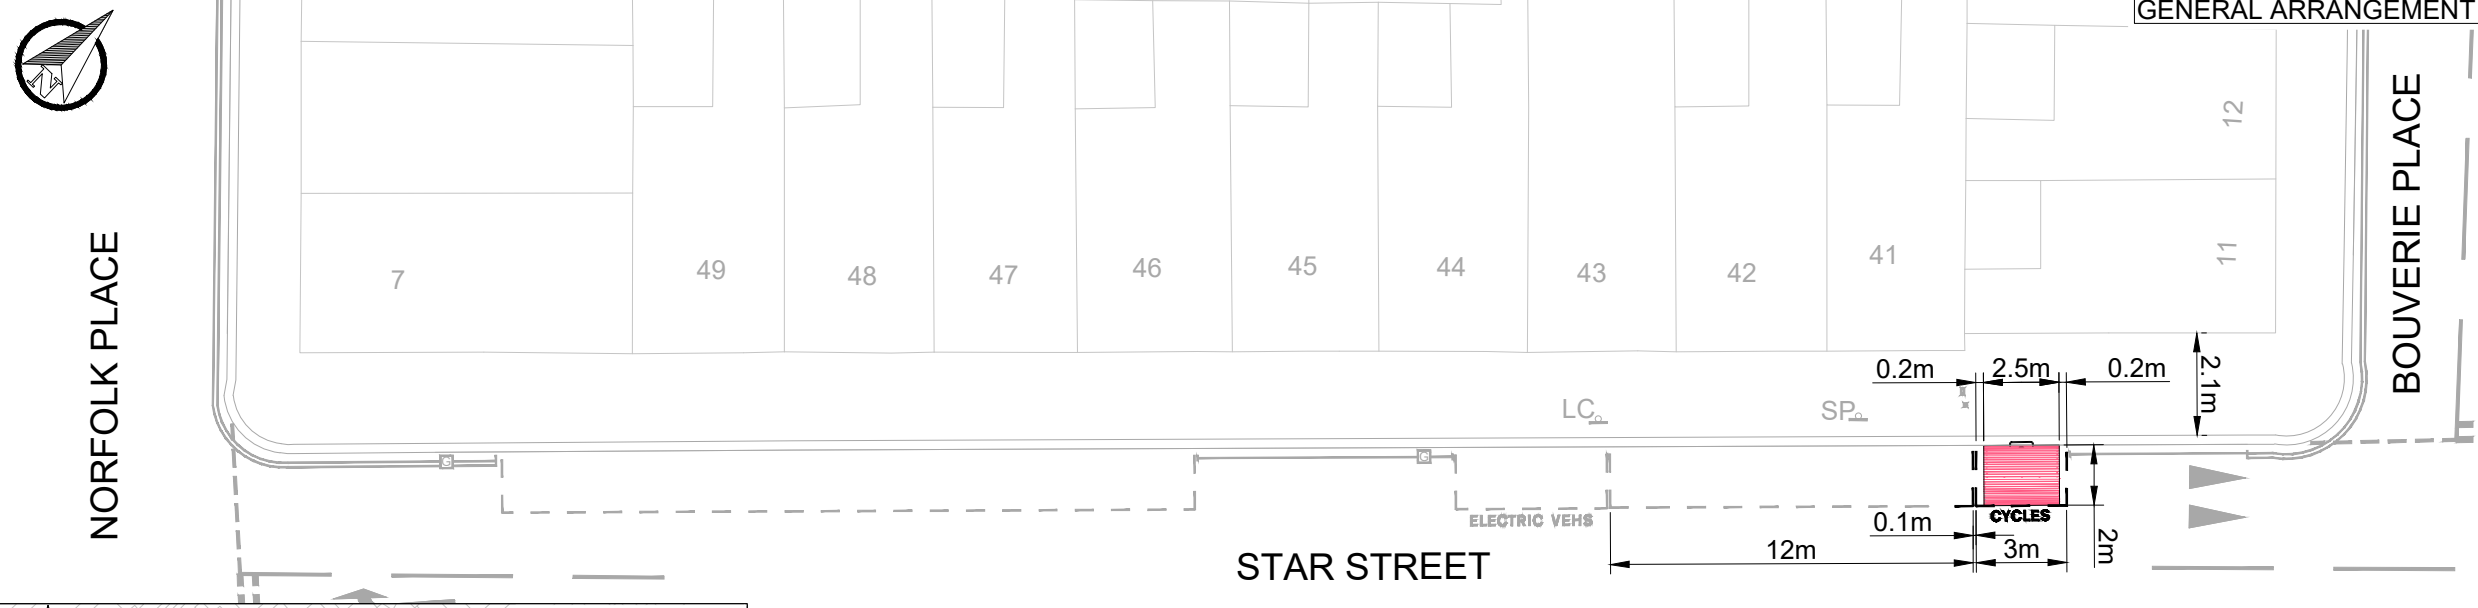 GENERAL ARRANGEMENT
N
NORFOLK PLACE
BOUVERIE PLACE
12
11
7
49
48
47
46
45
44
43
42
41
0.2m
2.5m
0.2m
2.1m
LC
SP
G
G
ELECTRIC VEHS
CYCLES
0.1m
12m
3m
2m
STAR STREET